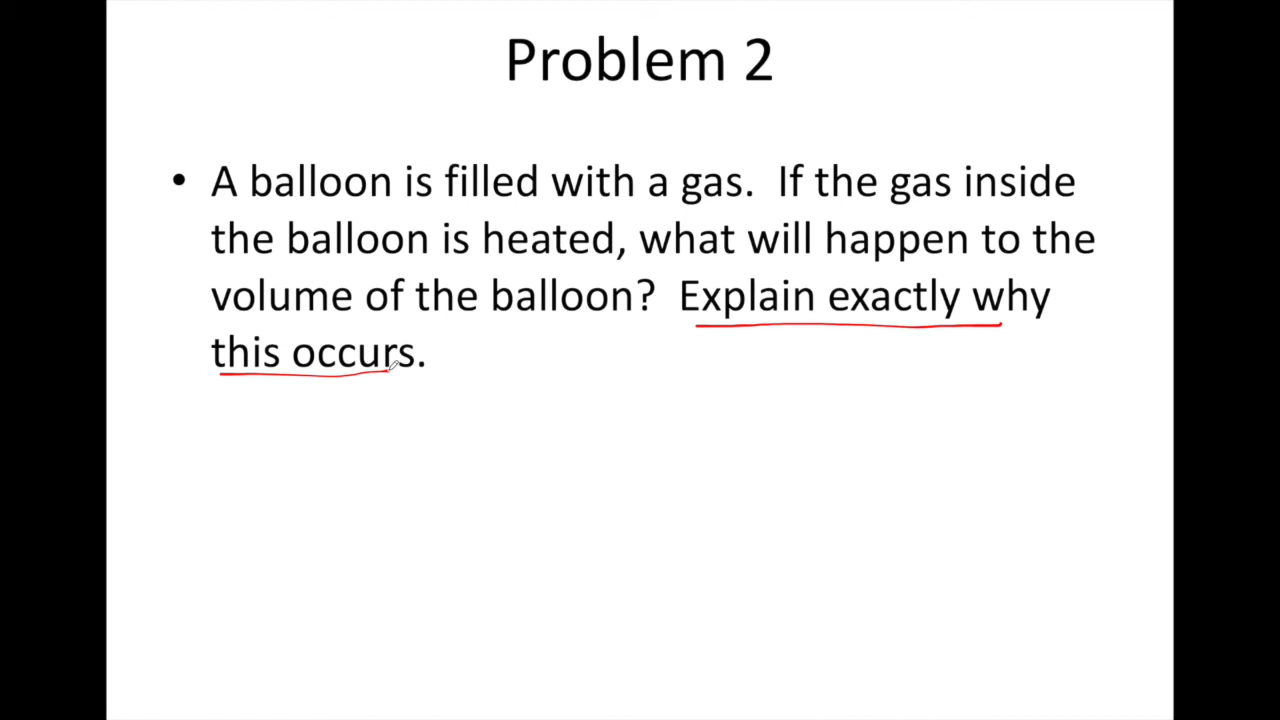 Problem 2
• A balloon is filled with a gas.  If the gas inside
the balloon is heated, what will happen to the
volume of the balloon?  Explain exactly why
this occurs.